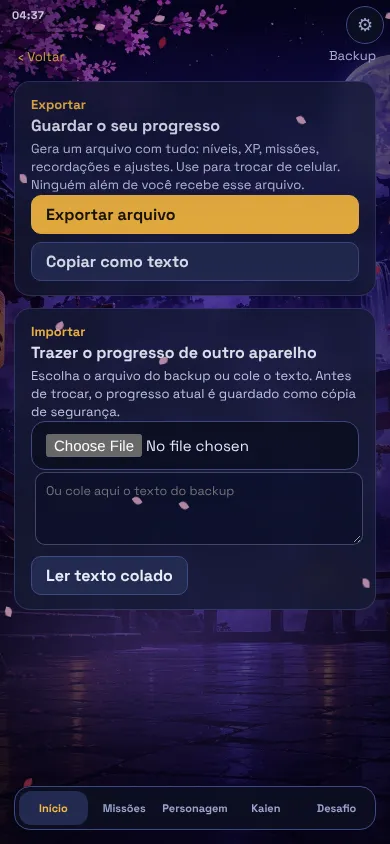 04:37
‹ Voltar
Backup
Exportar
Guardar o seu progresso
Gera um arquivo com tudo: níveis, XP, missões,
recordações e ajustes. Use para trocar de celular.
Ninguém além de você recebe esse arquivo.
Exportar arquivo
Copiar como texto
Importar
Trazer o progresso de outro aparelho
Escolha o arquivo do backup ou cole o texto. Antes
de trocar, o progresso atual é guardado como cópia
de segurança.
Choose File No file chosen
Ou cole aqui o texto do backup
Ler texto colado
Início Missões Personagem Kaien Desafio